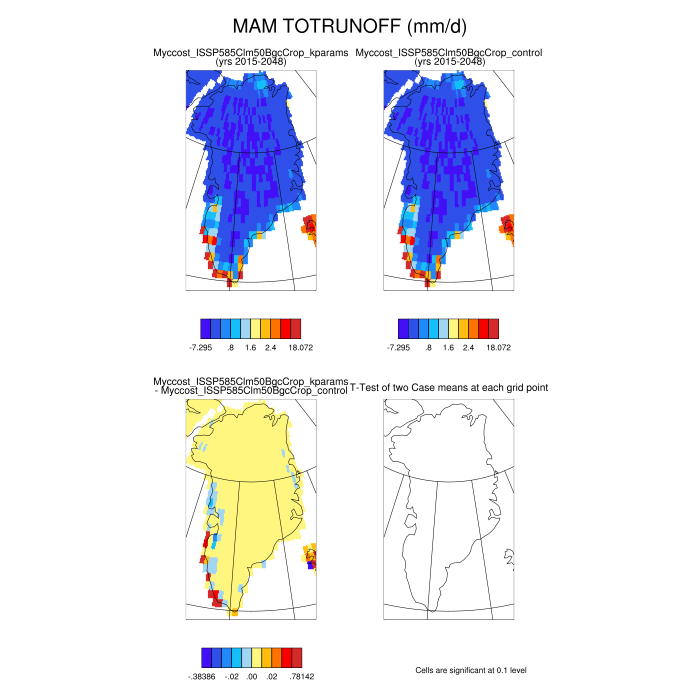 MAM TOTRUNOFF (mm/d)
Myccost_ISSP585Clm50BgcCrop_kparams
(yrs 2015-2048)
Myccost_ISSP585Clm50BgcCrop_control
(yrs 2015-2048)
-7.295 .8 1.6 2.4 18.072
-7.295 .8 1.6 2.4 18.072
Myccost_ISSP585Clm50BgcCrop_kparams
- Myccost_ISSP585Clm50BgcCrop_control
T-Test of two Case means at each grid point
-.38386 -.02 .00 .02 .78142
Cells are significant at 0.1 level